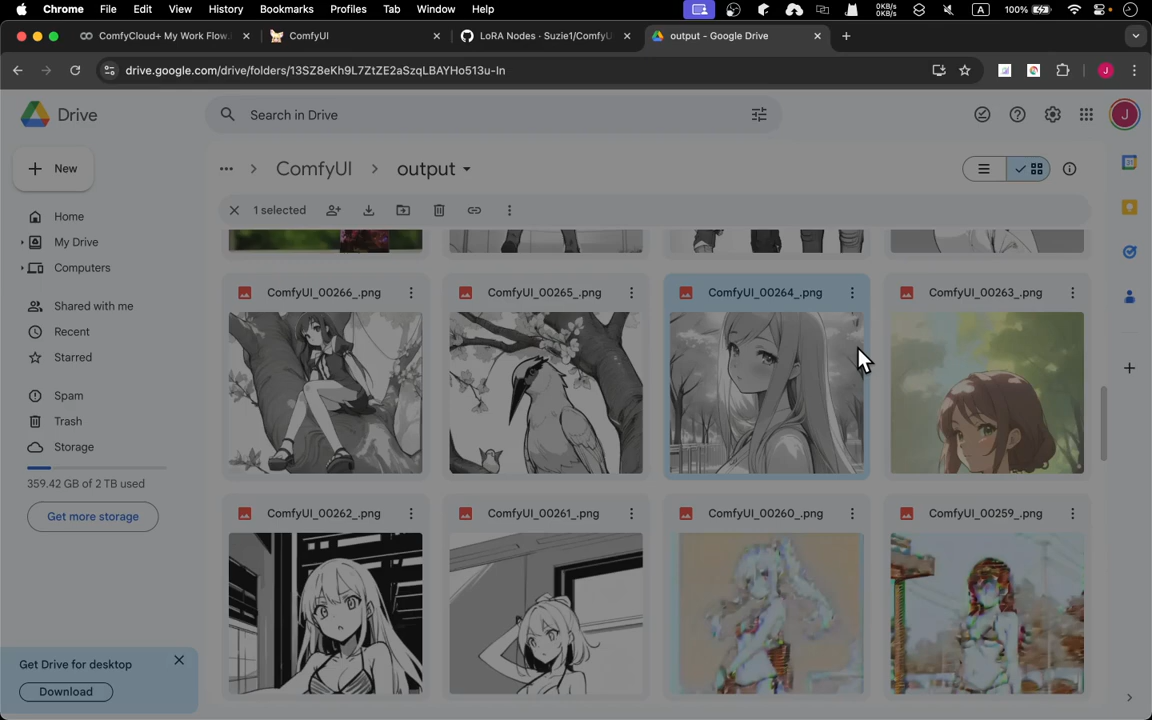 Chrome File Edit View History Bookmarks Profiles Tab Window Help 0KB/s 0KB/s A 100%
ComfyCloud+ My Work Flow. ComfyUI LoRA Nodes · Suzie1/ComfyU output - Google Drive
drive.google.com/drive/folders/13SZ8eKh9L7ZtZE2aSzqLBAYHo513u-In J
Drive Search in Drive J
New ... ComfyUI output
1 selected
Home
My Drive
Computers
Shared with me
Recent
Starred
Spam
Trash
Storage
359.42 GB of 2 TB used
Get more storage
Get Drive for desktop
Download
ComfyUI_00266_.png ComfyUI_00265_.png ComfyUI_00264_.png ComfyUI_00263_.png
ComfyUI_00262_.png ComfyUI_00261_.png ComfyUI_00260_.png ComfyUI_00259_.png